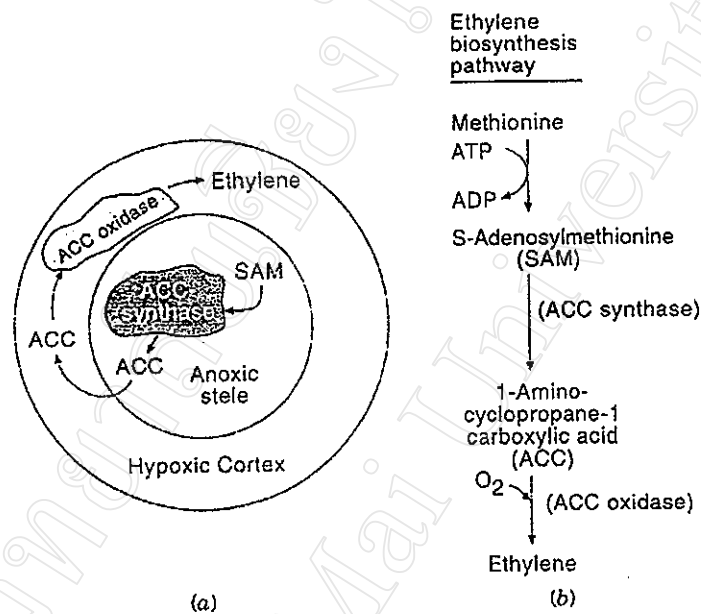 Ethylene
ACC oxidase
SAM
ACC
synthase
ACC
ACC
Anoxic
stele
Hypoxic Cortex
(a)
Ethylene
biosynthesis
pathway
Methionine
ATP
ADP
S-Adenosylmethionine
(SAM)
(ACC synthase)
1-Amino-
cyclopropane-1
carboxylic acid
(ACC)
O2
(ACC oxidase)
Ethylene
(b)